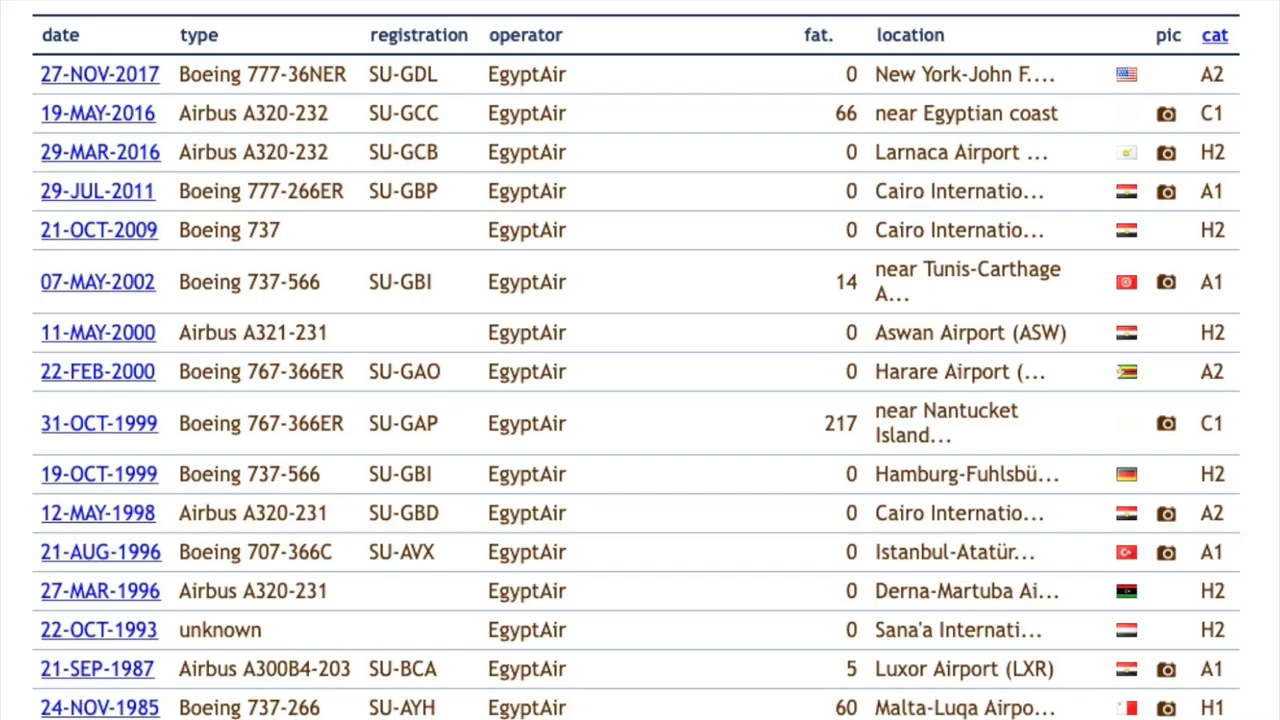 date type registration operator fat. location pic cat
27-NOV-2017 Boeing 777-36NER SU-GDL EgyptAir 0 New York-John F.... A2
19-MAY-2016 Airbus A320-232 SU-GCC EgyptAir 66 near Egyptian coast C1
29-MAR-2016 Airbus A320-232 SU-GCB EgyptAir 0 Larnaca Airport ... H2
29-JUL-2011 Boeing 777-266ER SU-GBP EgyptAir 0 Cairo Internatio... A1
21-OCT-2009 Boeing 737 EgyptAir 0 Cairo Internatio... H2
07-MAY-2002 Boeing 737-566 SU-GBI EgyptAir 14 near Tunis-Carthage A1
A...
11-MAY-2000 Airbus A321-231 EgyptAir 0 Aswan Airport (ASW) H2
22-FEB-2000 Boeing 767-366ER SU-GAO EgyptAir 0 Harare Airport (... A2
31-OCT-1999 Boeing 767-366ER SU-GAP EgyptAir 217 near Nantucket C1
Island...
19-OCT-1999 Boeing 737-566 SU-GBI EgyptAir 0 Hamburg-Fuhlsbü... H2
12-MAY-1998 Airbus A320-231 SU-GBD EgyptAir 0 Cairo Internatio... A2
21-AUG-1996 Boeing 707-366C SU-AVX EgyptAir 0 Istanbul-Atatür... A1
27-MAR-1996 Airbus A320-231 EgyptAir 0 Derna-Martuba Ai... H2
22-OCT-1993 unknown EgyptAir 0 Sana'a Internati... H2
21-SEP-1987 Airbus A300B4-203 SU-BCA EgyptAir 5 Luxor Airport (LXR) A1
24-NOV-1985 Boeing 737-266 SU-AYH EgyptAir 60 Malta-Luqa Airpo... H1